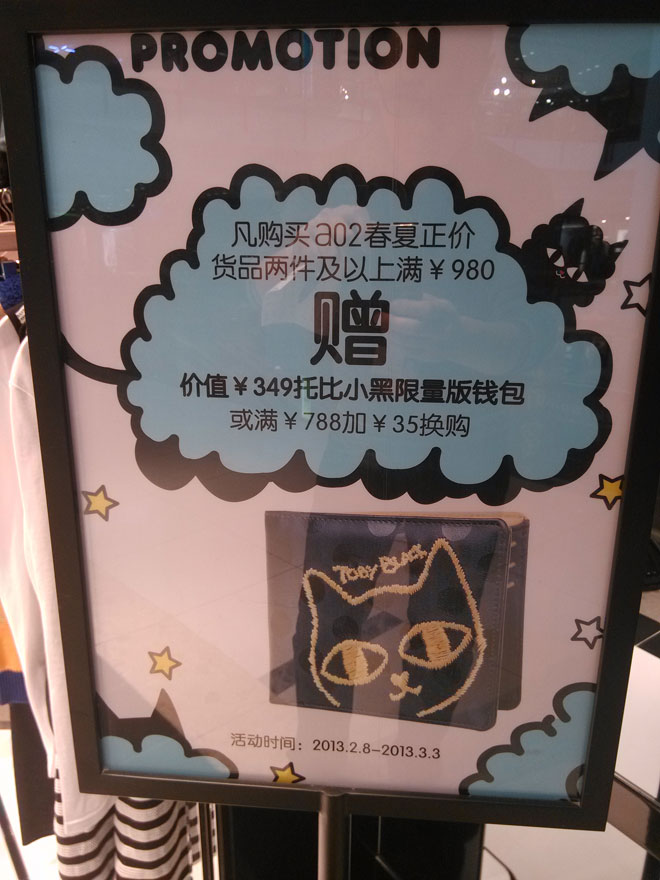 PROMOTION
凡购买a02春夏正价
货品两件及以上满￥980
赠
价值￥349托比小黑限量版钱包
或满￥788加￥35换购
TOBY BLACK
活动时间：2013.2.8-2013.3.3